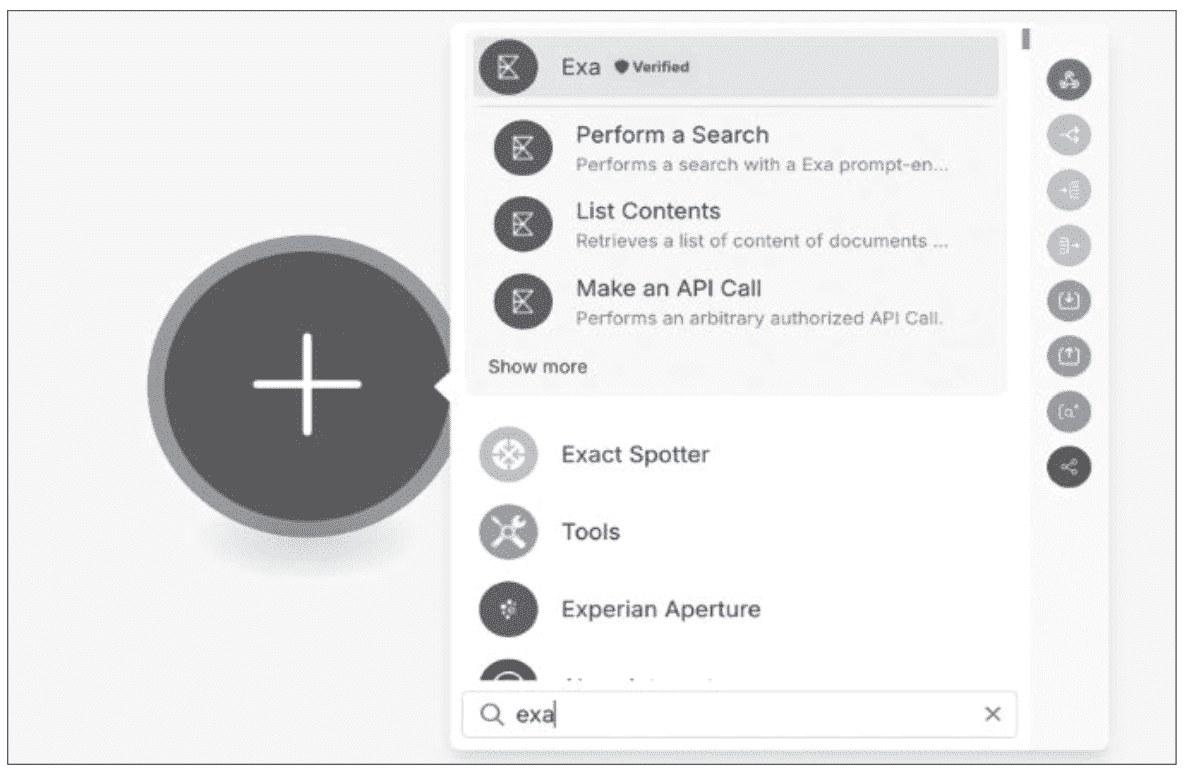 Exa Verified
Perform a Search
Performs a search with a Exa prompt-en...
List Contents
Retrieves a list of content of documents ...
Make an API Call
Performs an arbitrary authorized API Call.
Show more
Exact Spotter
Tools
Experian Aperture
exa